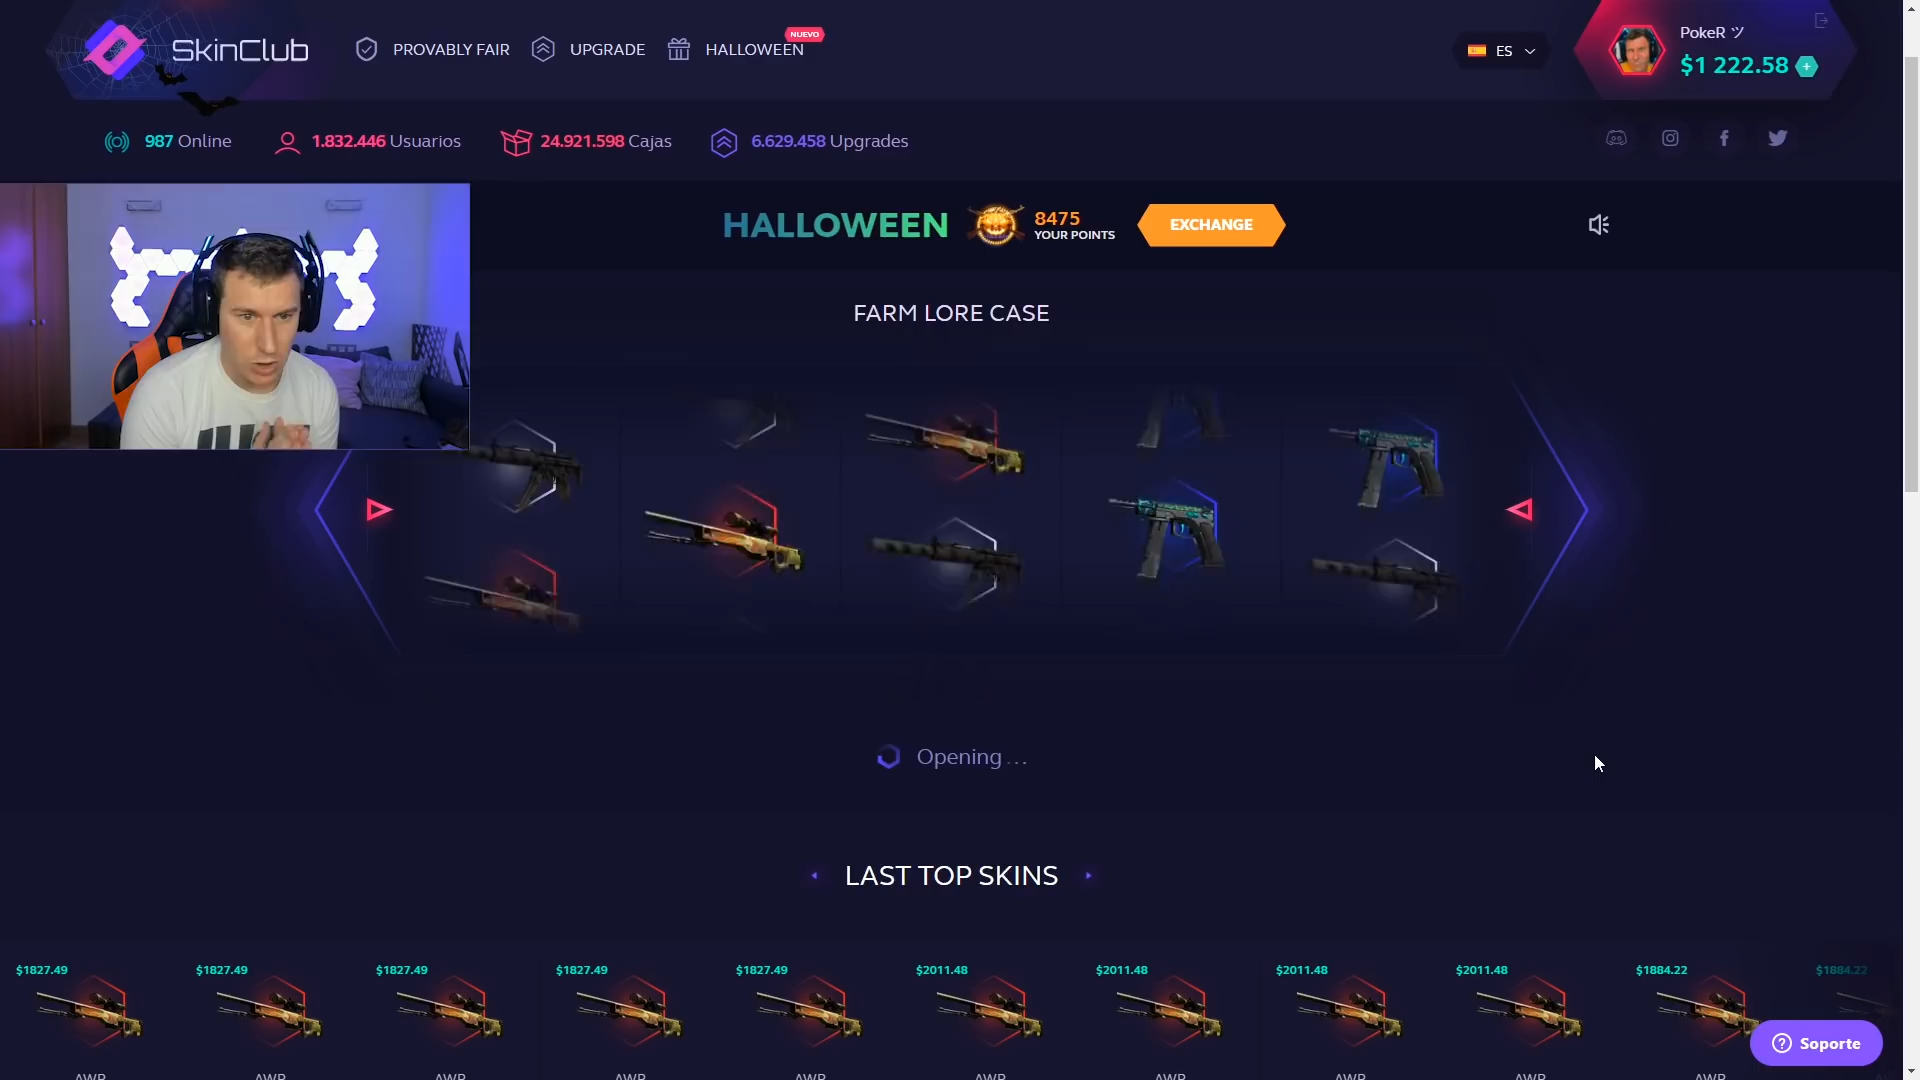 SkinClub
PROVABLY FAIR
UPGRADE
HALLOWEEN
NUEVO
ES
PokeR ツ
$1 222.58
987 Online
1.832.446 Usuarios
24.921.598 Cajas
6.629.458 Upgrades
HALLOWEEN
8475
YOUR POINTS
EXCHANGE
FARM LORE CASE
Opening ...
LAST TOP SKINS
$1827.49
$1827.49
$1827.49
$1827.49
$1827.49
$2011.48
$2011.48
$2011.48
$2011.48
$1884.22
$1884.22
AWP
AWP
AWP
AWP
AWP
AWP
AWP
AWP
AWP
AWP
Soporte